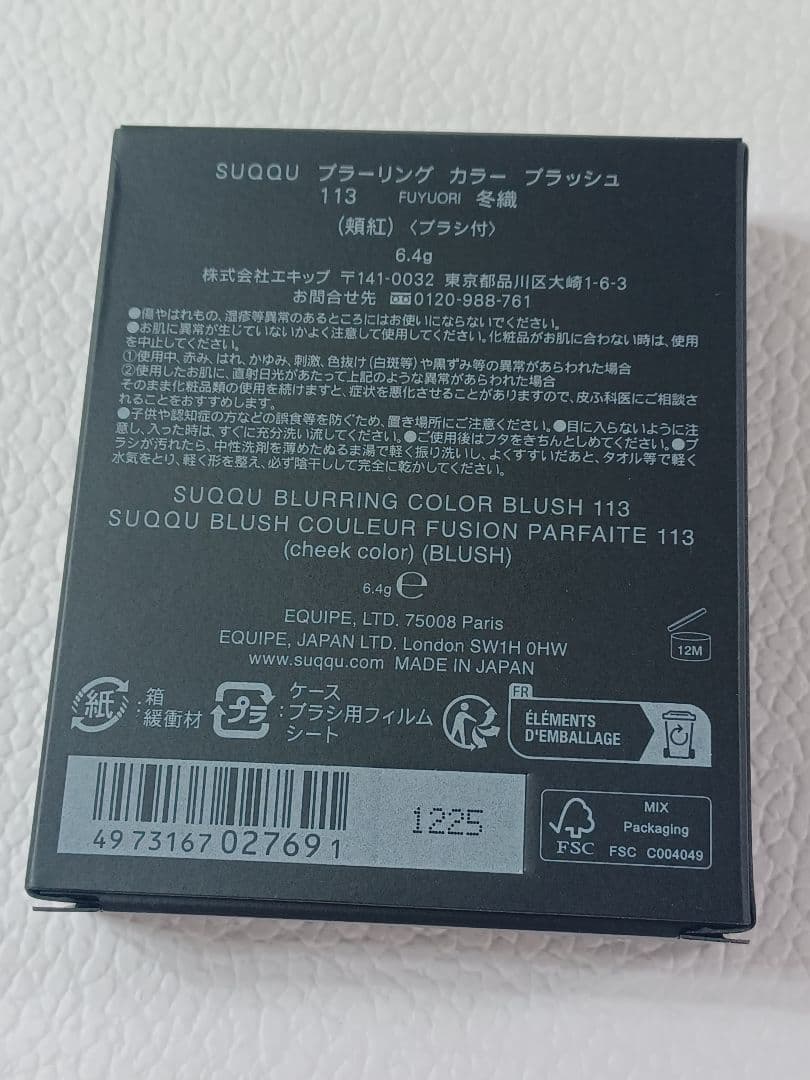 SUQQU ブラーリング カラー ブラッシュ
113 FUYUORI 冬織
(頬紅)〈ブラシ付〉
6.4g
株式会社エキップ 〒141-0032 東京都品川区大崎1-6-3
お問合せ先 0120-988-761
●傷やはれもの、湿疹等異常のあるところにはお使いにならないでください。
●お肌に異常が生じていないかよく注意して使用してください。化粧品がお肌に合わない時は、使用
を中止してください。
①使用中、赤み、はれ、かゆみ、刺激、色抜け(白斑等)や黒ずみ等の異常があらわれた場合
②使用したお肌に、直射日光があたって上記のような異常があらわれた場合
そのまま化粧品類の使用を続けますと、症状を悪化させることがありますので、皮ふ科医にご相談さ
れることをおすすめします。
●子供や認知症の方などの誤食等を防ぐため、置き場所にご注意ください。●目に入らないように注
意し、入った時は、すぐに充分洗い流してください。●ご使用後はフタをきちんとしめてください。●ブ
ラシが汚れたら、中性洗剤を薄めたぬるま湯で軽く振り洗いし、よくすすいだあと、タオル等で軽く
水気をとり、軽く形を整え、必ず陰干しして完全に乾かしてください。
SUQQU BLURRING COLOR BLUSH 113
SUQQU BLUSH COULEUR FUSION PARFAITE 113
(cheek color) (BLUSH)
6.4g ℮
EQUIPE, LTD. 75008 Paris
EQUIPE, JAPAN LTD. London SW1H 0HW
www.suqqu.com MADE IN JAPAN
12M
紙:箱
緩衝材
プラ:ケース
ブラシ用フィルム
シート
FR
ÉLÉMENTS
D'EMBALLAGE
4973167027691
1225
FSC
MIX
Packaging
FSC C004049